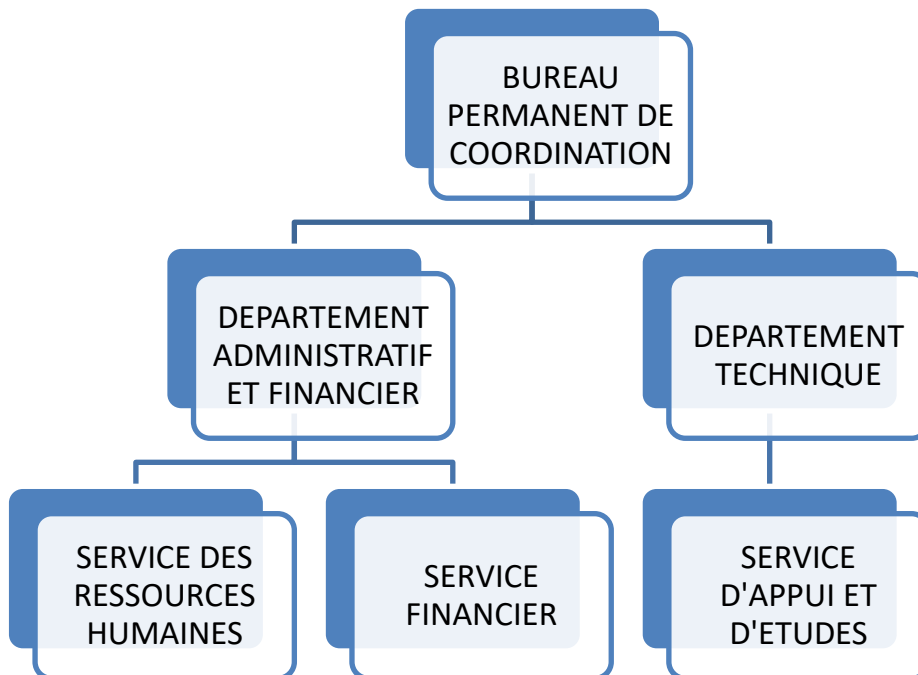 BUREAU
PERMANENT DE
COORDINATION
DEPARTEMENT
ADMINISTRATIF
ET FINANCIER
DEPARTEMENT
TECHNIQUE
SERVICE DES
RESSOURCES
HUMAINES
SERVICE
FINANCIER
SERVICE
D'APPUI ET
D'ETUDES